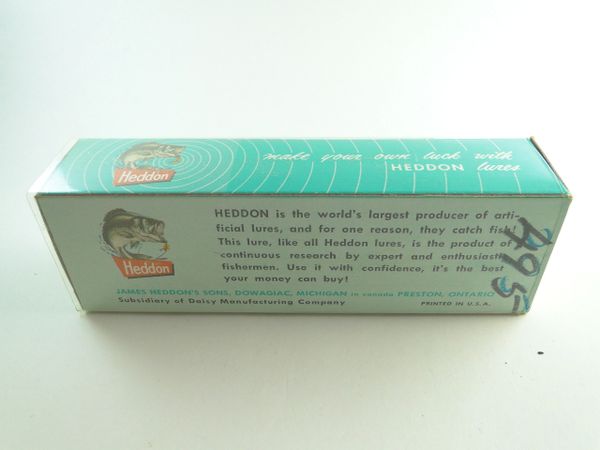 Heddon
make your own luck with
HEDDON lures
Heddon
HEDDON is the world's largest producer of arti-
ficial lures, and for one reason, they catch fish!
This lure, like all Heddon lures, is the product of
continuous research by expert and enthusiastic
fishermen. Use it with confidence, it's the best
your money can buy!
JAMES HEDDON'S SONS, DOWAGIAC, MICHIGAN in canada PRESTON, ONTARIO
Subsidiary of Daisy Manufacturing Company
PRINTED IN U.S.A.